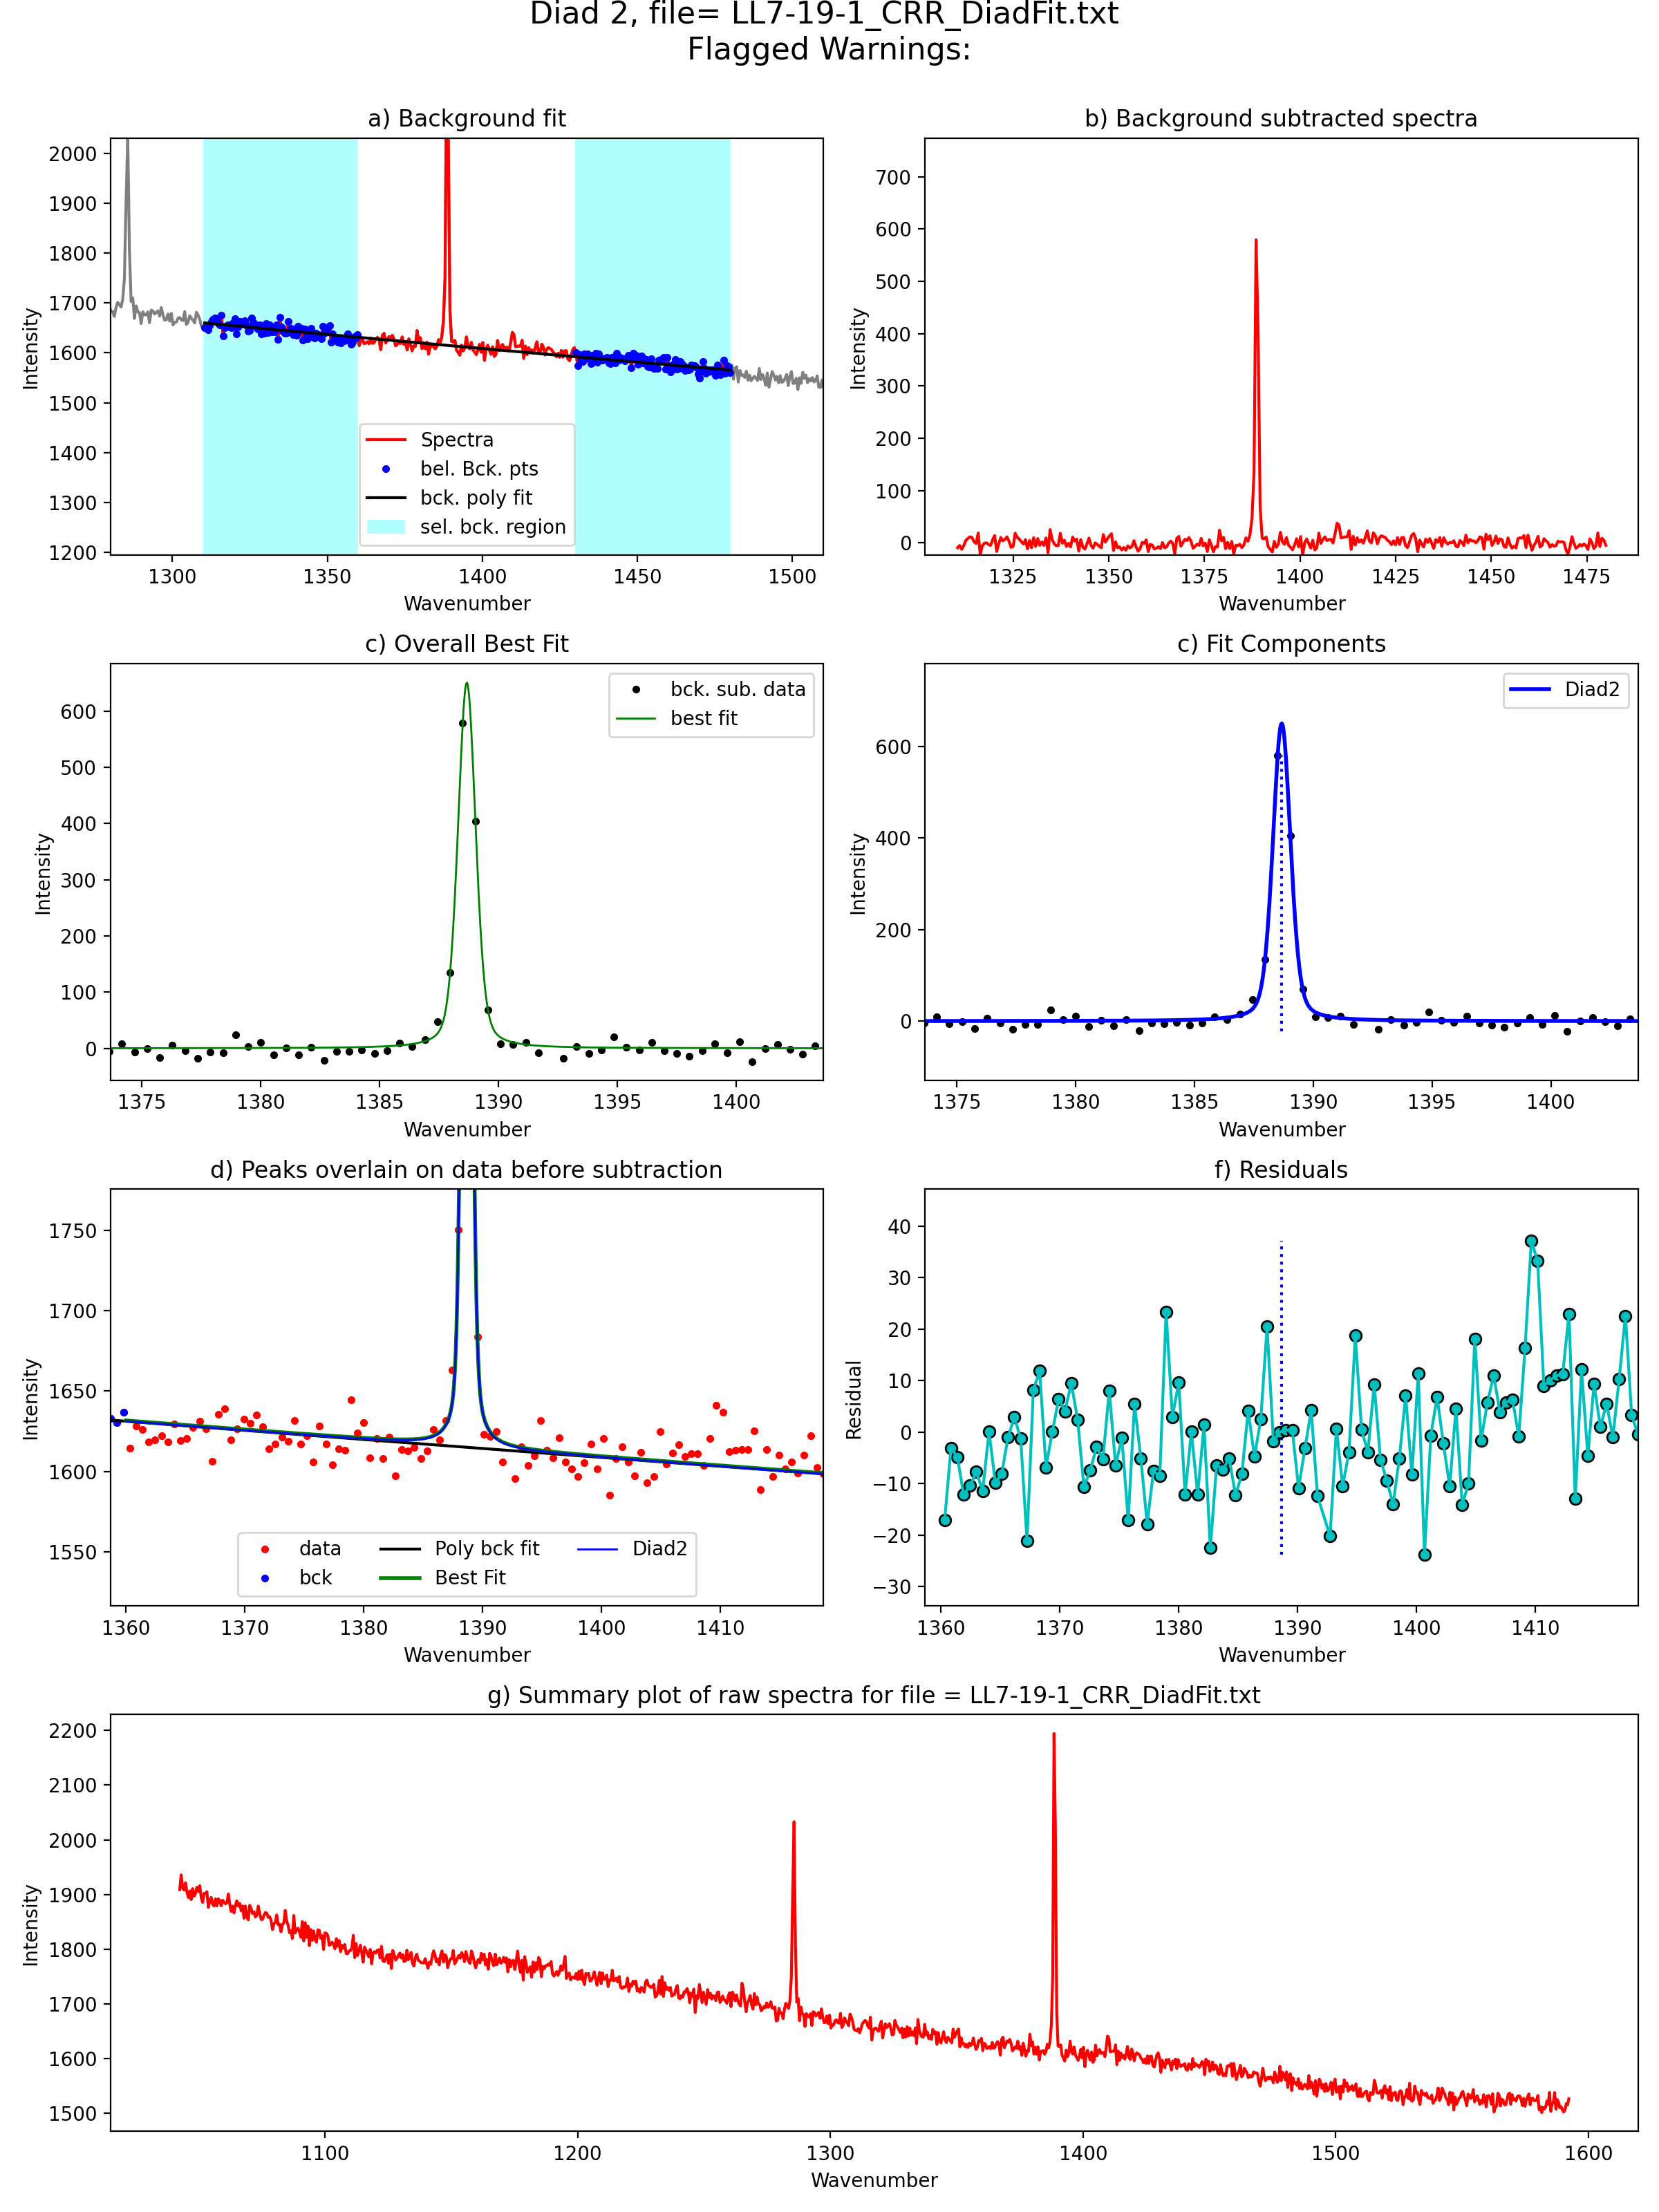 Diad 2, file= LL7-19-1_CRR_DiadFit.txt
Flagged Warnings:
a) Background fit
2000
1900
1800
1700
1600
1500
1400
1300
1200
Intensity
Spectra
bel. Bck. pts
bck. poly fit
sel. bck. region
1300 1350 1400 1450 1500
Wavenumber
b) Background subtracted spectra
700
600
500
400
300
200
100
0
Intensity
1325 1350 1375 1400 1425 1450 1475
Wavenumber
c) Overall Best Fit
600
500
400
300
200
100
0
Intensity
bck. sub. data
best fit
1375 1380 1385 1390 1395 1400
Wavenumber
c) Fit Components
600
400
200
0
Intensity
Diad2
1375 1380 1385 1390 1395 1400
Wavenumber
d) Peaks overlain on data before subtraction
1750
1700
1650
1600
1550
Intensity
data
bck
Poly bck fit
Best Fit
Diad2
1360 1370 1380 1390 1400 1410
Wavenumber
f) Residuals
40
30
20
10
0
−10
−20
−30
Residual
1360 1370 1380 1390 1400 1410
Wavenumber
g) Summary plot of raw spectra for file = LL7-19-1_CRR_DiadFit.txt
2200
2100
2000
1900
1800
1700
1600
1500
Intensity
1100 1200 1300 1400 1500 1600
Wavenumber